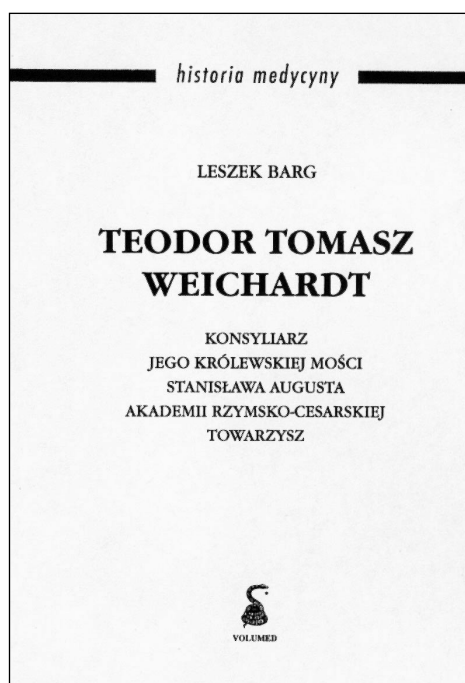 historia medycyny
LESZEK BARG
TEODOR TOMASZ
WEICHARDT
KONSYLIARZ
JEGO KRÓLEWSKIEJ MOŚCI
STANISŁAWA AUGUSTA
AKADEMII RZYMSKO-CESARSKIEJ
TOWARZYSZ
VOLUMED